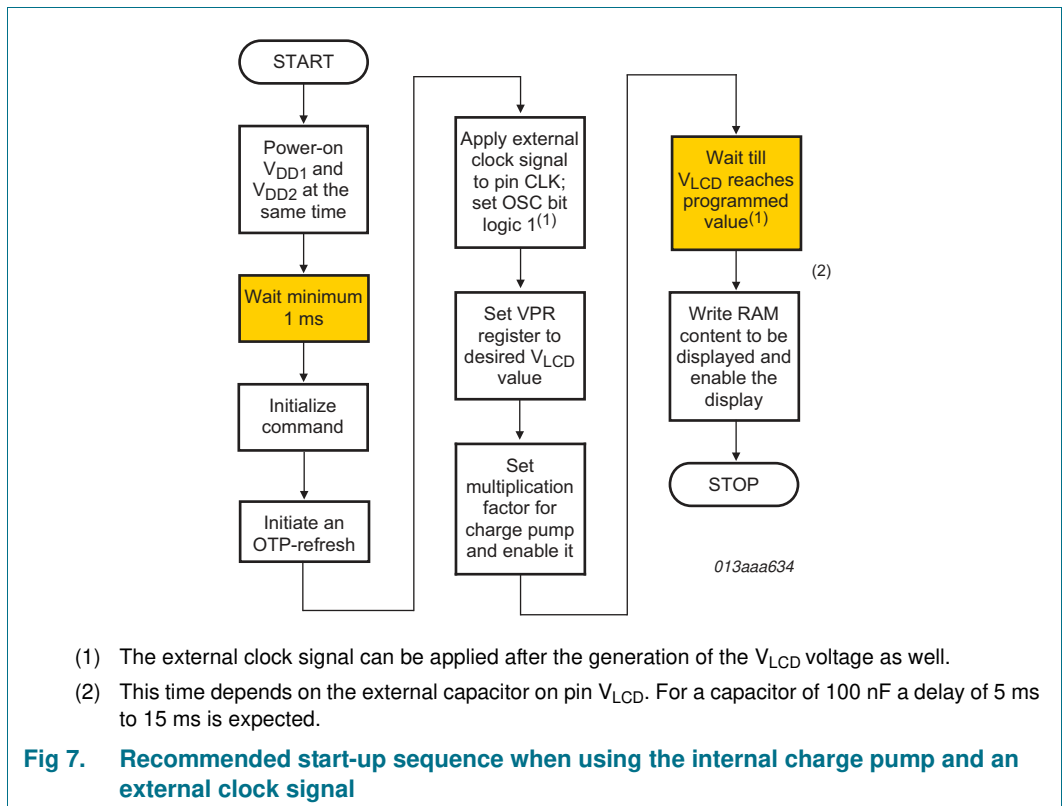 START
Power-on
VDD1 and
VDD2 at the
same time
Wait minimum
1 ms
Initialize
command
Initiate an
OTP-refresh
Apply external
clock signal
to pin CLK;
set OSC bit
logic 1(1)
Set VPR
register to
desired VLCD
value
Set
multiplication
factor for
charge pump
and enable it
Wait till
VLCD reaches
programmed
value(1)
(2)
Write RAM
content to be
displayed and
enable the
display
STOP
013aaa634
(1) The external clock signal can be applied after the generation of the VLCD voltage as well.
(2) This time depends on the external capacitor on pin VLCD. For a capacitor of 100 nF a delay of 5 ms
to 15 ms is expected.
Fig 7. Recommended start-up sequence when using the internal charge pump and an
external clock signal